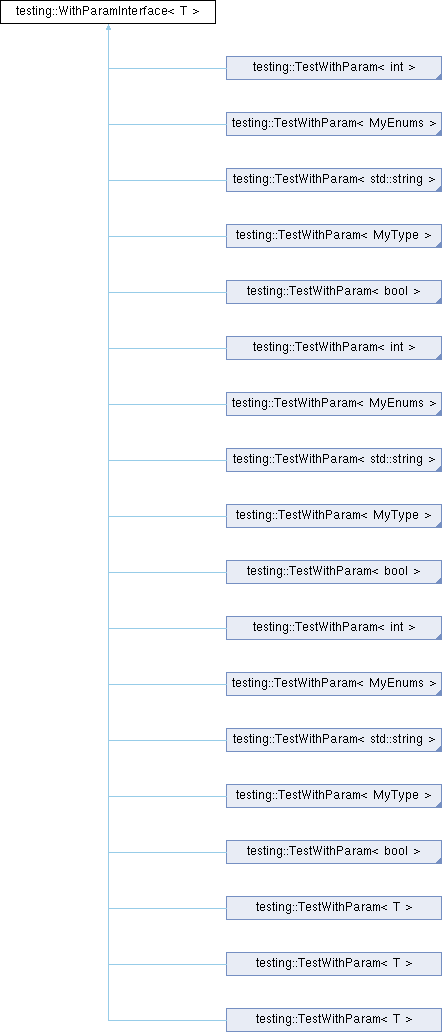 testing::WithParamInterface< T >
testing::TestWithParam< int >
testing::TestWithParam< MyEnums >
testing::TestWithParam< std::string >
testing::TestWithParam< MyType >
testing::TestWithParam< bool >
testing::TestWithParam< int >
testing::TestWithParam< MyEnums >
testing::TestWithParam< std::string >
testing::TestWithParam< MyType >
testing::TestWithParam< bool >
testing::TestWithParam< int >
testing::TestWithParam< MyEnums >
testing::TestWithParam< std::string >
testing::TestWithParam< MyType >
testing::TestWithParam< bool >
testing::TestWithParam< T >
testing::TestWithParam< T >
testing::TestWithParam< T >